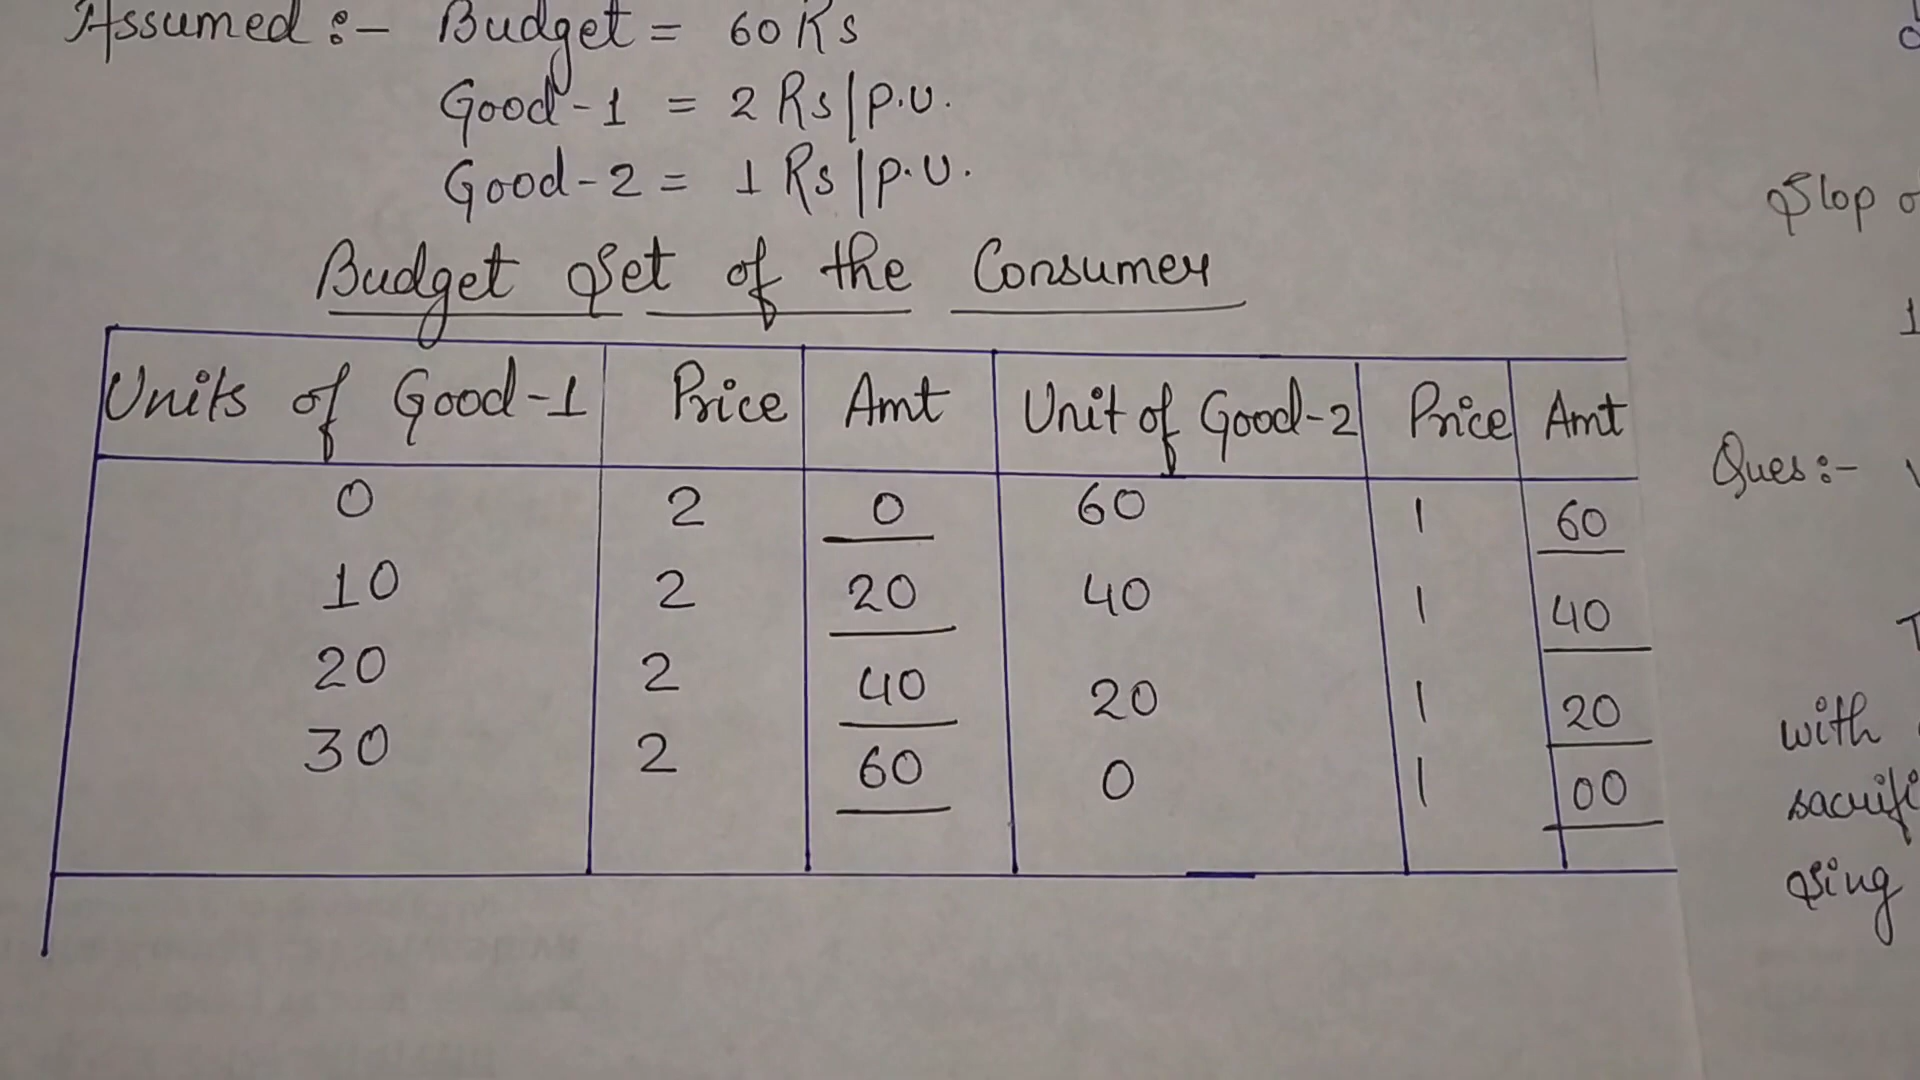 Assumed :- Budget = 60 Rs
Good-1 = 2 Rs/p.u.
Good-2 = 1 Rs/p.u.
Budget Set of the Consumer
Units of Good-1 Price Amt Unit of Good-2 Price Amt
0 2 0 60 1 60
10 2 20 40 1 40
20 2 40 20 1 20
30 2 60 0 1 00
Slop
1
Ques:-
with
sing